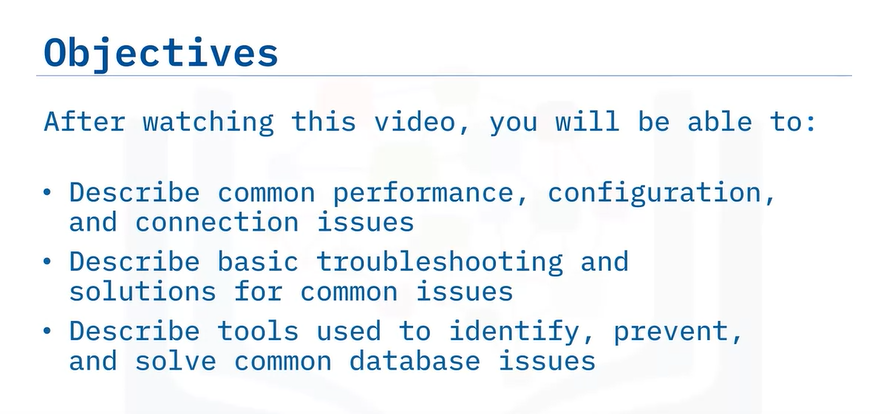 Objectives
After watching this video, you will be able to:
• Describe common performance, configuration,
and connection issues
• Describe basic troubleshooting and
solutions for common issues
• Describe tools used to identify, prevent,
and solve common database issues